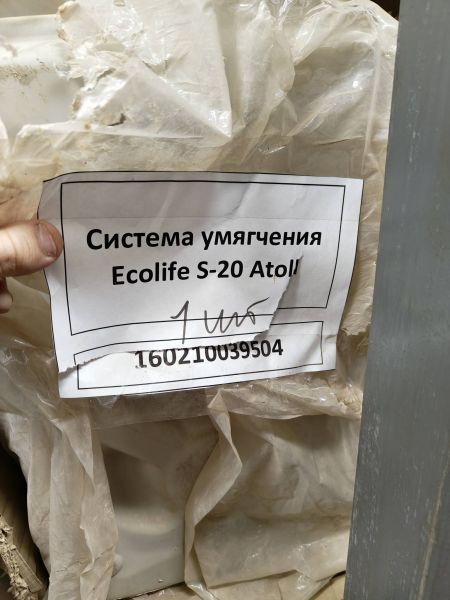 Система умягчения
Ecolife S-20 Atoll
1 шт
160210039504